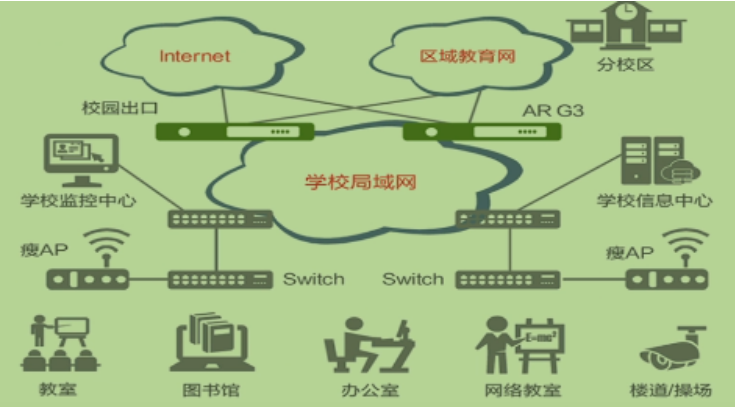 Internet
区域教育网
分校区
校园出口
AR G3
学校局域网
学校监控中心
学校信息中心
瘦AP
瘦AP
Switch
Switch
E=mc²
教室
图书馆
办公室
网络教室
楼道/操场